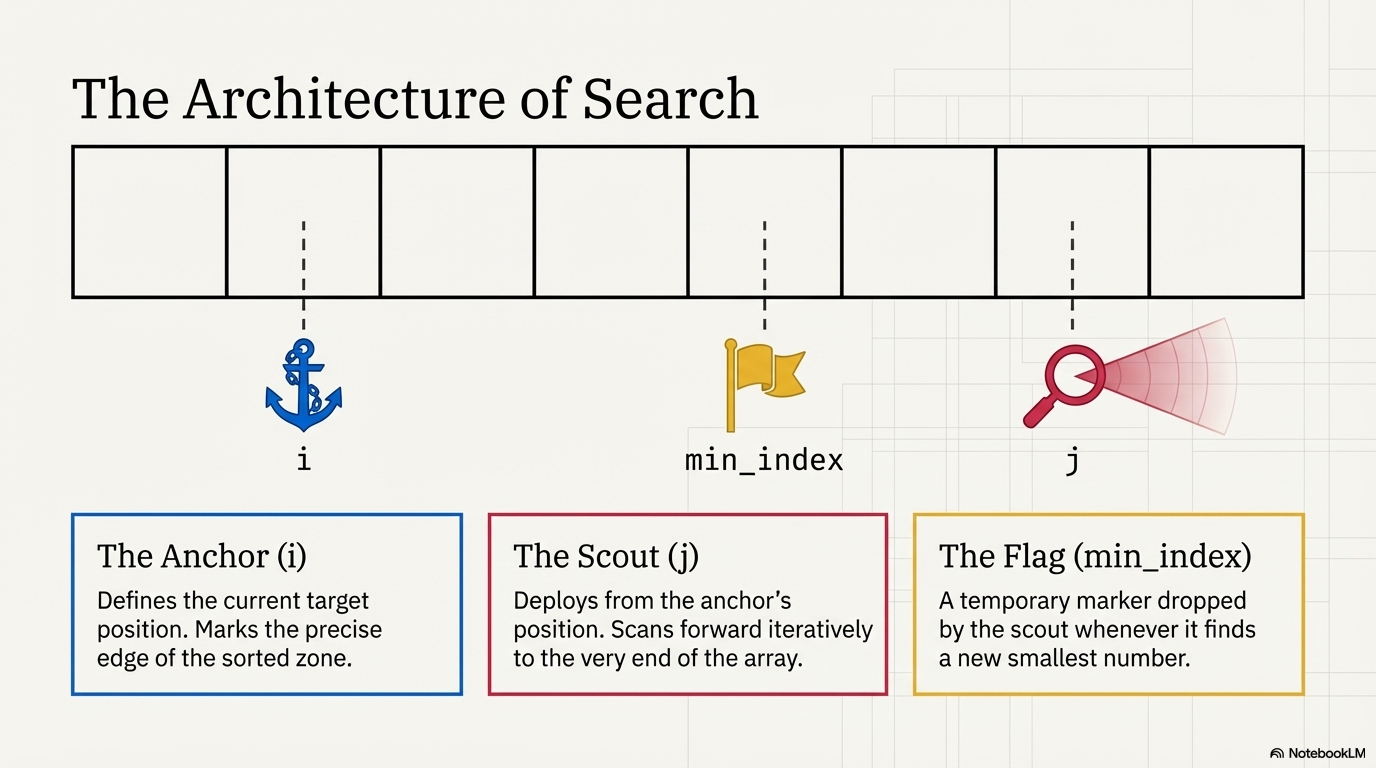 The Architecture of Search
i
min_index
j
The Anchor (i)
Defines the current target
position. Marks the precise
edge of the sorted zone.
The Scout (j)
Deploys from the anchor’s
position. Scans forward iteratively
to the very end of the array.
The Flag (min_index)
A temporary marker dropped
by the scout whenever it finds
a new smallest number.
NotebookLM